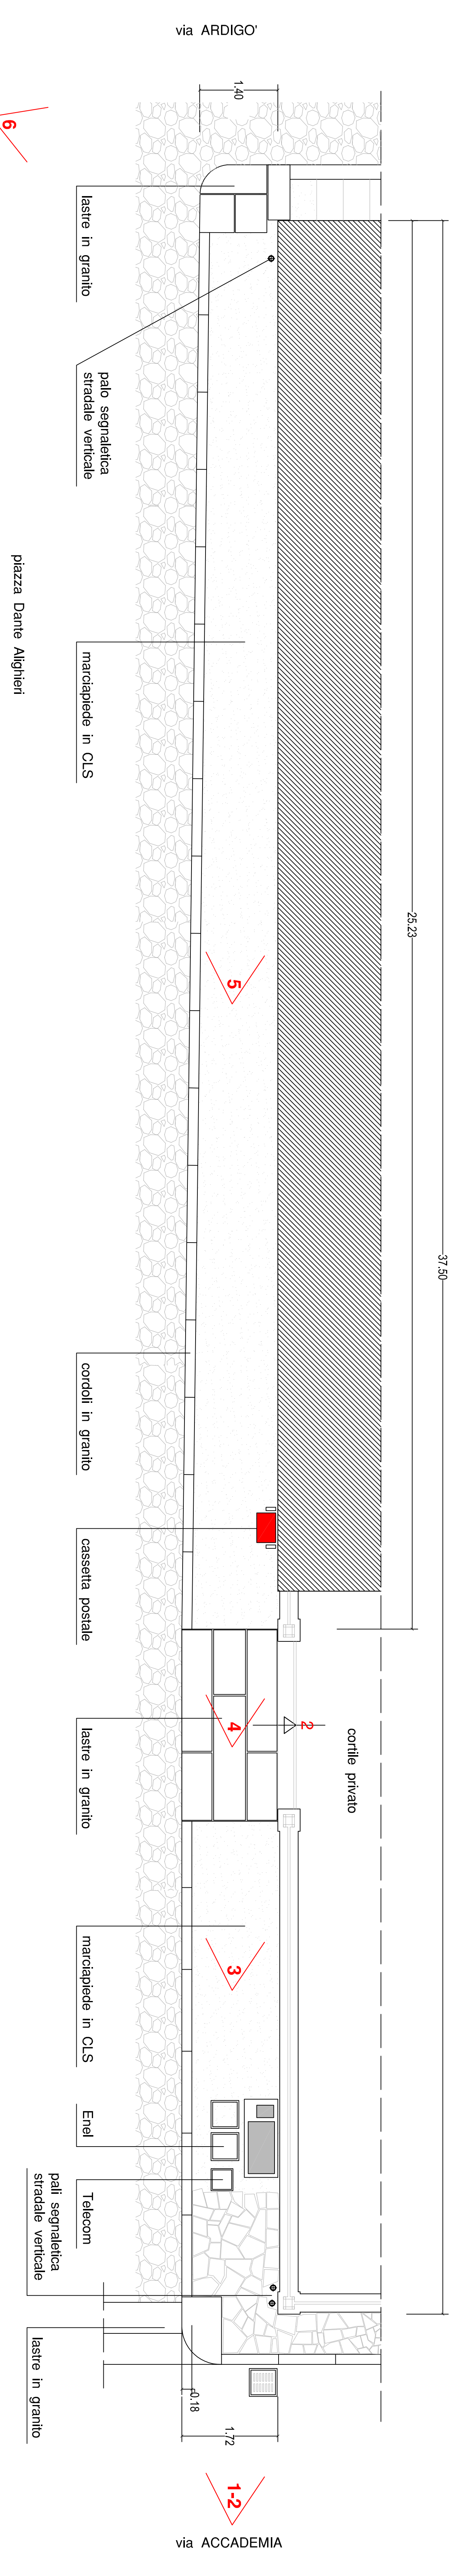 via ARDIGO'
1.40
6
lastre in granito
palo segnaletica
stradale verticale
piazza Dante Alighieri
marciapiede in CLS
25.23
5
37.50
cordoli in granito
cassetta postale
lastre in granito
4
2
cortile privato
marciapiede in CLS
3
Enel
Telecom
pali segnaletica
stradale verticale
lastre in granito
0.18
1.72
1-2
via ACCADEMIA